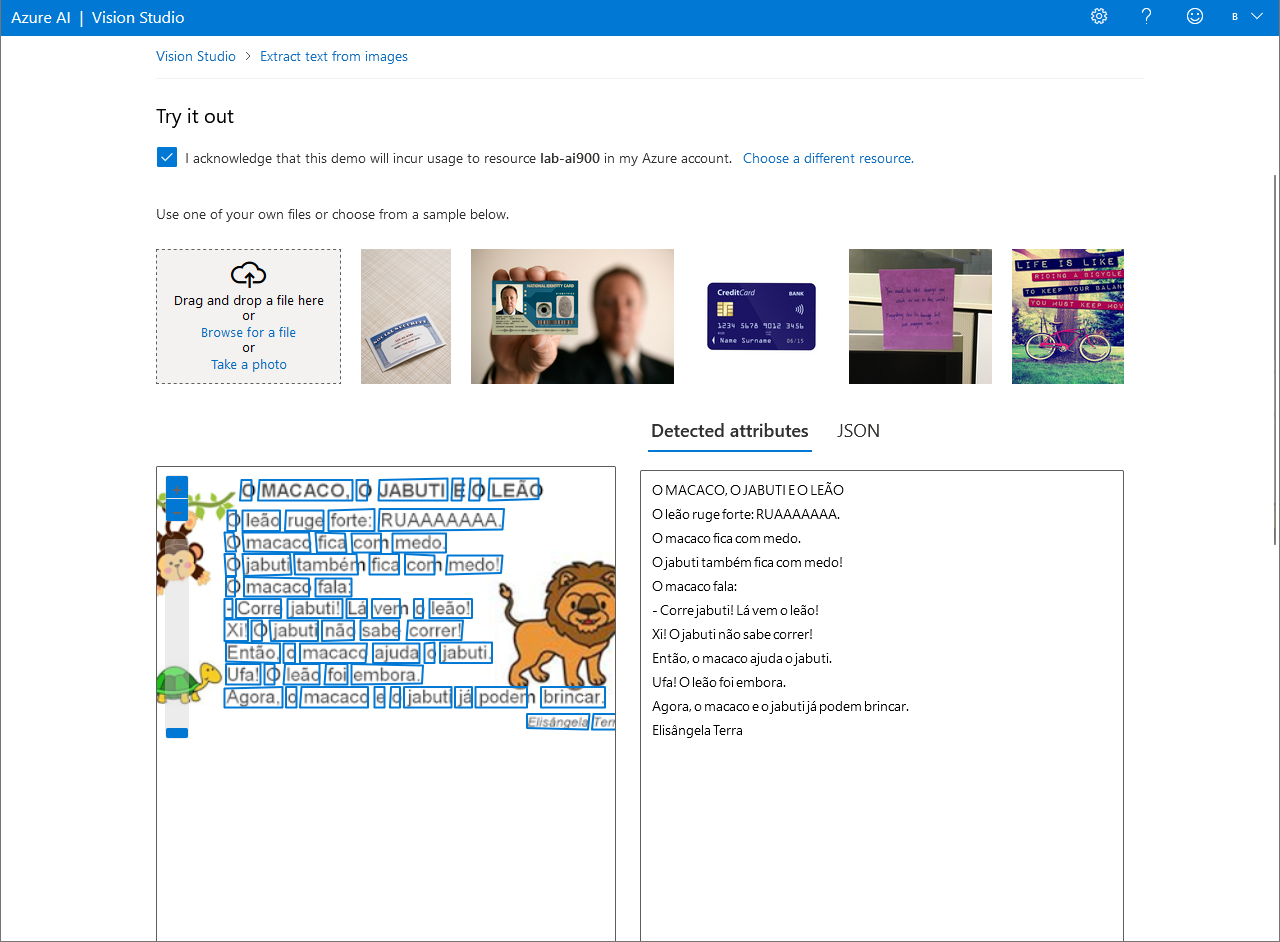 Azure AI | Vision Studio
B
Vision Studio > Extract text from images
Try it out
I acknowledge that this demo will incur usage to resource lab-ai900 in my Azure account. Choose a different resource.
Use one of your own files or choose from a sample below.
Drag and drop a file here
or
Browse for a file
or
Take a photo
SOCIAL SECURITY
NATIONAL IDENTITY CARD
CreditCard BANK
1234 5678 9012 3456
Name Surname 06/15
LIFE IS LIKE
RIDING A BICYCLE
TO KEEP YOUR BALAN
YOU MUST KEEP MOV
Detected attributes JSON
O MACACO, O JABUTI E O LEÃO
O leão ruge forte: RUAAAAAAA.
O macaco fica com medo.
O jabuti também fica com medo!
O macaco fala:
- Corre jabuti! Lá vem o leão!
Xi! O jabuti não sabe correr!
Então, o macaco ajuda o jabuti.
Ufa! O leão foi embora.
Agora, o macaco e o jabuti já podem brincar.
Elisângela Terr
O MACACO, O JABUTI E O LEÃO
O leão ruge forte: RUAAAAAAA.
O macaco fica com medo.
O jabuti também fica com medo!
O macaco fala:
- Corre jabuti! Lá vem o leão!
Xi! O jabuti não sabe correr!
Então, o macaco ajuda o jabuti.
Ufa! O leão foi embora.
Agora, o macaco e o jabuti já podem brincar.
Elisângela Terra